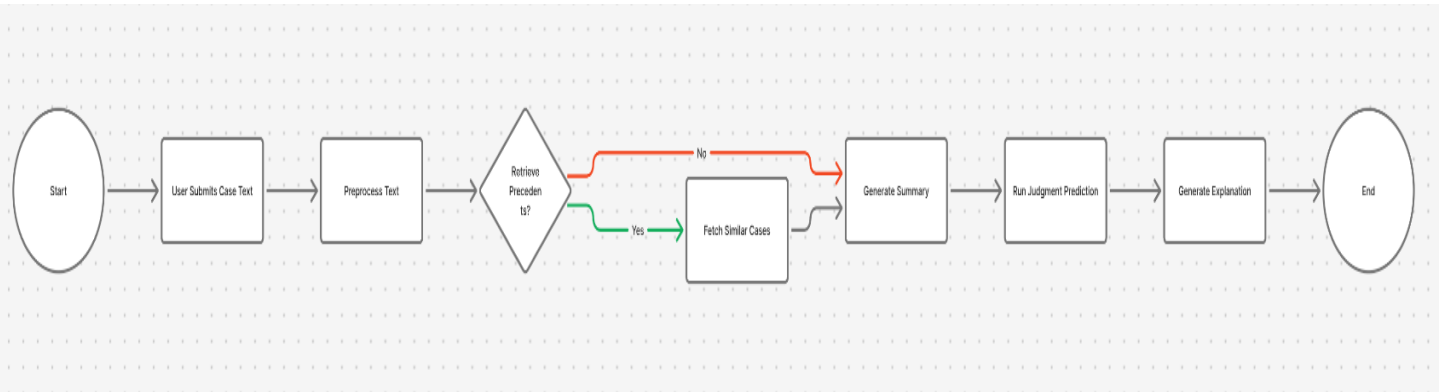 Start
User Submits Case Text
Preprocess Text
Retrieve
Preceden
ts?
No
Yes
Fetch Similar Cases
Generate Summary
Run Judgment Prediction
Generate Explanation
End